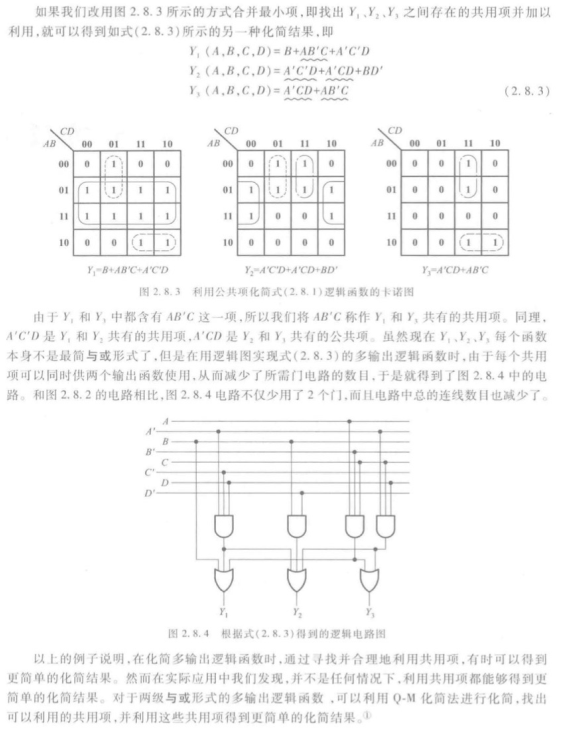 如果我们改用图 2.8.3 所示的方式合并最小项,即找出 Y₁、Y₂、Y₃ 之间存在的共用项并加以
利用,就可以得到如式(2.8.3)所示的另一种化简结果,即
Y₁ (A,B,C,D) = B+AB′C+A′C′D
Y₂ (A,B,C,D) = A′C′D+A′CD+BD′
Y₃ (A,B,C,D) = A′CD+AB′C (2.8.3)
CD CD CD
AB 00 01 11 10 AB 00 01 11 10 AB 00 01 11 10
00 0 1 0 0 00 0 1 1 0 00 0 0 1 0
01 1 1 1 1 01 1 1 1 1 01 0 0 1 0
11 1 1 1 1 11 1 0 0 1 11 0 0 0 0
10 0 0 1 1 10 0 0 0 0 10 0 0 1 1
Y₁=B+AB′C+A′C′D Y₂=A′C′D+A′CD+BD′ Y₃=A′CD+AB′C
图 2.8.3 利用公共项化简式(2.8.1)逻辑函数的卡诺图
由于 Y₁ 和 Y₃ 中都含有 AB′C 这一项,所以我们将 AB′C 称作 Y₁ 和 Y₃ 共有的共用项。同理,
A′C′D 是 Y₁ 和 Y₂ 共有的共用项,A′CD 是 Y₂ 和 Y₃ 共有的公共项。虽然现在 Y₁、Y₂、Y₃ 每个函数
本身不是最简与或形式了,但是在用逻辑图实现式(2.8.3)的多输出逻辑函数时,由于每个共用
项可以同时供两个输出函数使用,从而减少了所需门电路的数目,于是就得到了图 2.8.4 中的电
路。和图 2.8.2 的电路相比,图 2.8.4 电路不仅少用了 2 个门,而且电路中总的连线数目也减少了。
A
A′
B
B′
C
C′
D
D′
Y₁ Y₂ Y₃
图 2.8.4 根据式(2.8.3)得到的逻辑电路图
以上的例子说明,在化简多输出逻辑函数时,通过寻找并合理地利用共用项,有时可以得到
更简单的化简结果。然而在实际应用中我们发现,并不是任何情况下,利用共用项都能够得到更
简单的化简结果。对于两级与或形式的多输出逻辑函数,可以利用 Q-M 化简法进行化简,找出
可以利用的共用项,并利用这些共用项得到更简单的化简结果。①